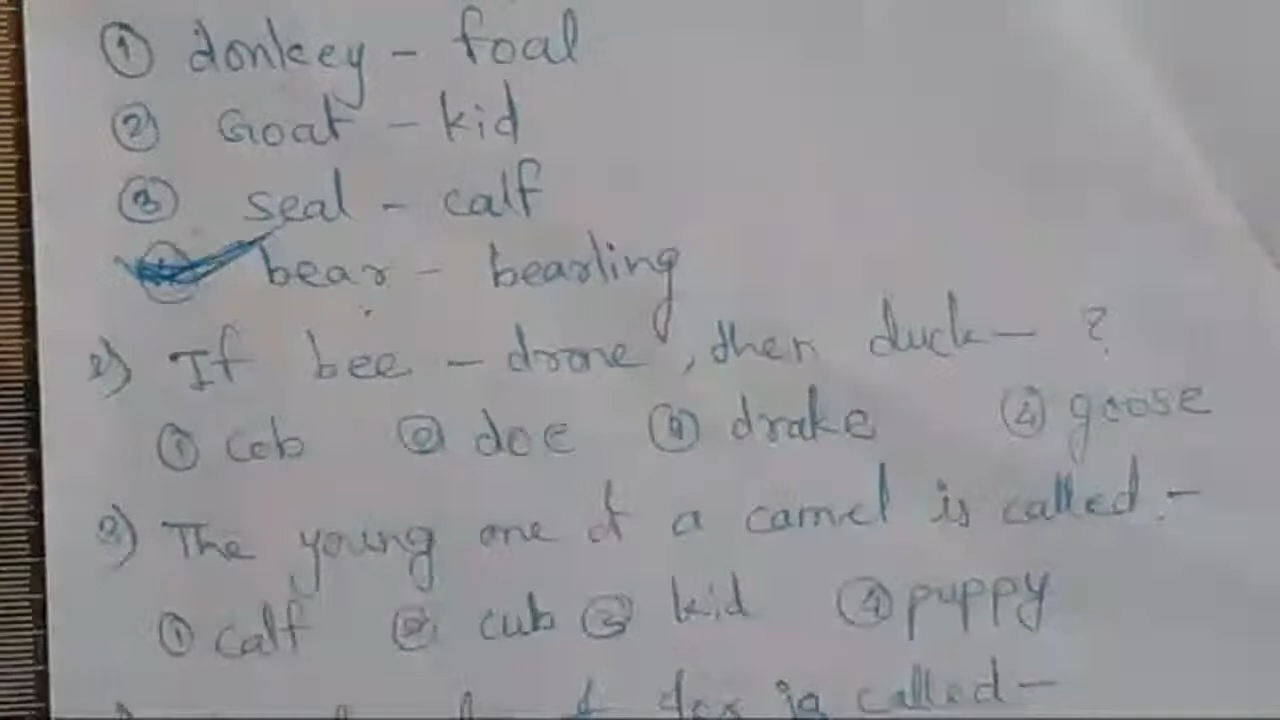 ① donkey - foal
② Goat - kid
③ seal - calf
④ bear - bearling
2) If bee - drone, then duck - ?
① cob ② doe ③ drake ④ goose
3) The young one of a camel is called :-
① calf ② cub ③ kid ④ puppy
is called -